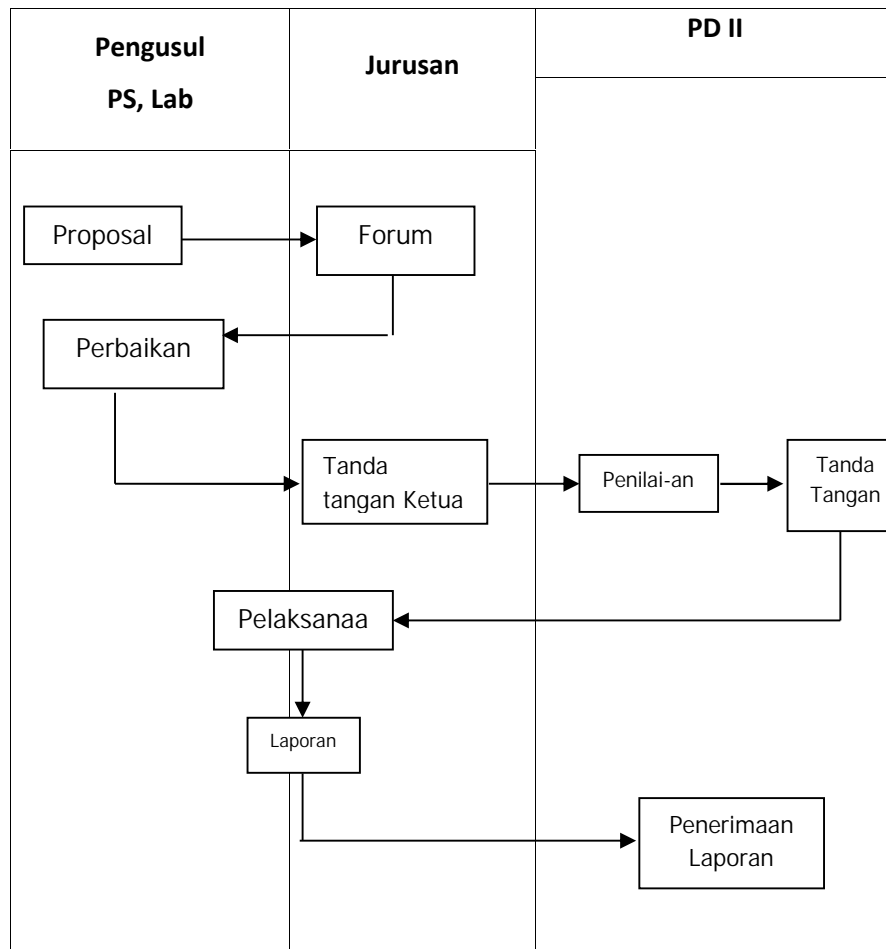 Pengusul
PS, Lab
Jurusan
PD II
Proposal
Forum
Perbaikan
Tanda
tangan Ketua
Penilai-an
Tanda
Tangan
Pelaksanaa
Laporan
Penerimaan
Laporan